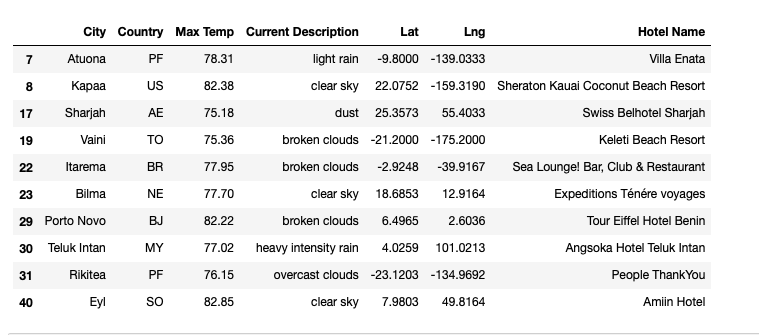 City Country Max Temp Current Description Lat Lng Hotel Name
7 Atuona PF 78.31 light rain -9.8000 -139.0333 Villa Enata
8 Kapaa US 82.38 clear sky 22.0752 -159.3190 Sheraton Kauai Coconut Beach Resort
17 Sharjah AE 75.18 dust 25.3573 55.4033 Swiss Belhotel Sharjah
19 Vaini TO 75.36 broken clouds -21.2000 -175.2000 Keleti Beach Resort
22 Itarema BR 77.95 broken clouds -2.9248 -39.9167 Sea Lounge! Bar, Club & Restaurant
23 Bilma NE 77.70 clear sky 18.6853 12.9164 Expeditions Ténére voyages
29 Porto Novo BJ 82.22 broken clouds 6.4965 2.6036 Tour Eiffel Hotel Benin
30 Teluk Intan MY 77.02 heavy intensity rain 4.0259 101.0213 Angsoka Hotel Teluk Intan
31 Rikitea PF 76.15 overcast clouds -23.1203 -134.9692 People ThankYou
40 Eyl SO 82.85 clear sky 7.9803 49.8164 Amiin Hotel